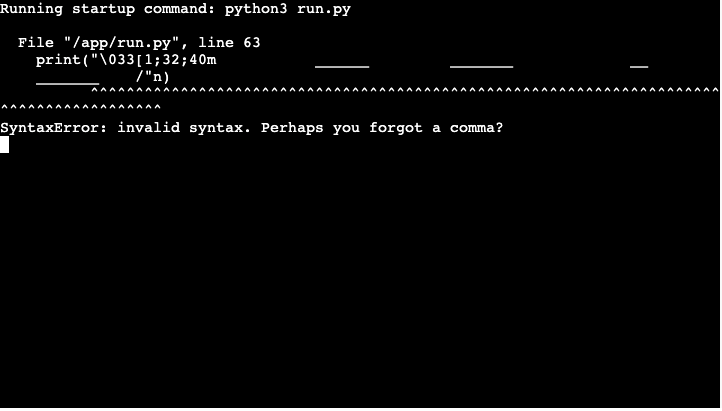 Running startup command: python3 run.py
File "/app/run.py", line 63
print("\033[1;32;40m           ______         _______             __
_______    /"n)
^^^^^^^^^^^^^^^^^^^^^^^^^^^^^^^^^^^^^^^^^^^^^^^^^^^^^^^^^^^^^^^^^^^^^^
^^^^^^^^^^^^^^^^^^
SyntaxError: invalid syntax. Perhaps you forgot a comma?